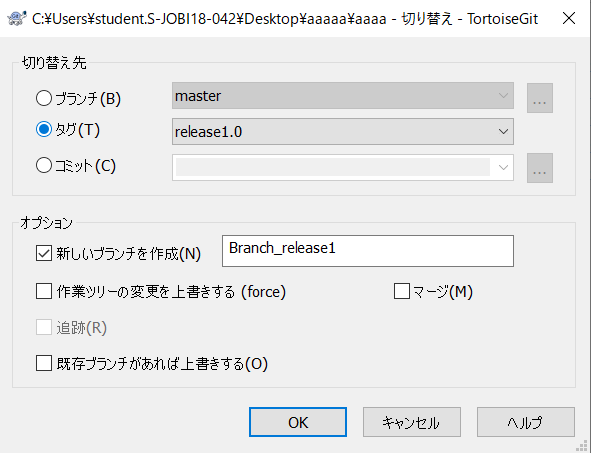 C:¥Users¥student.S-JOBI18-042¥Desktop¥aaaaa¥aaaa - 切り替え - TortoiseGit
切り替え先
ブランチ(B) master ...
タグ(T) release1.0
コミット(C) ...
オプション
新しいブランチを作成(N) Branch_release1
作業ツリーの変更を上書きする (force) マージ(M)
追跡(R)
既存ブランチがあれば上書きする(O)
OK キャンセル ヘルプ